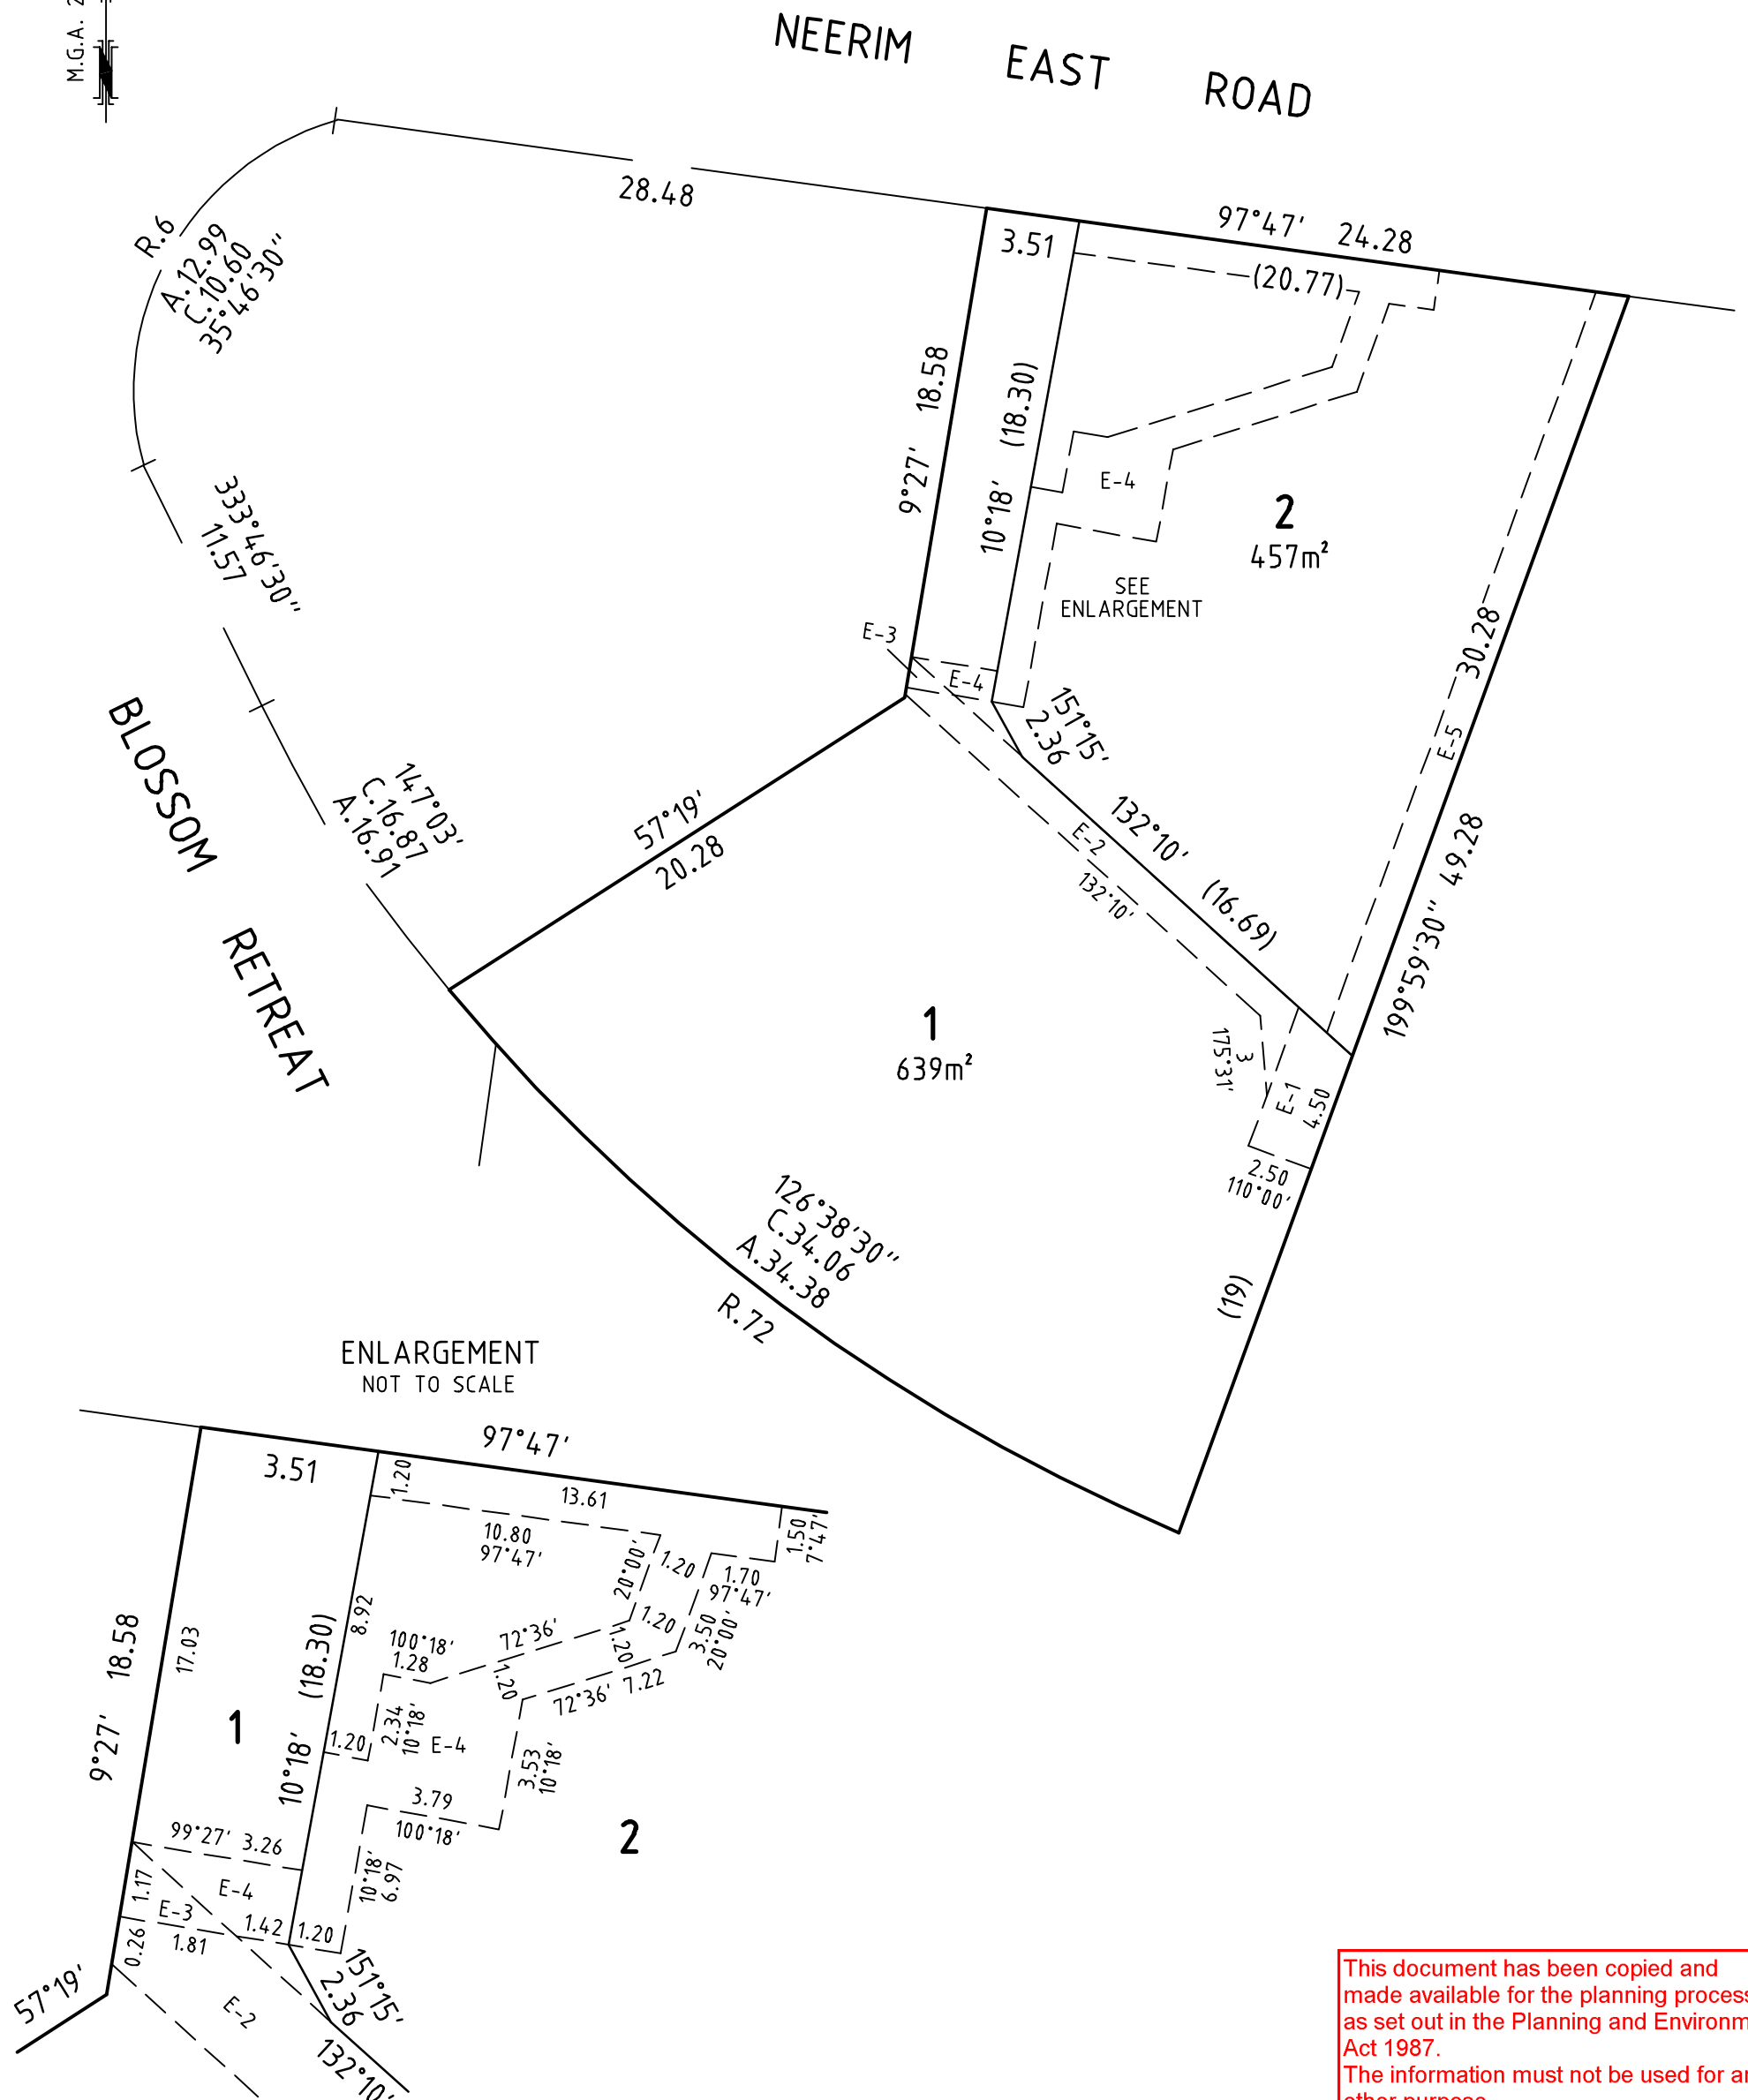 M.G.A.
NEERIM EAST ROAD
28.48
R.6
A.12.99
C.10.60
35°46'30"
97°47' 24.28
3.51
(20.77)
9°27' 18.58
10°18' (18.30)
E-4
2
457m²
SEE
ENLARGEMENT
333°46'30"
11.57
E-3
E-4
151°15'
2.36
30.28
E-5
BLOSSOM RETREAT
147°03'
C.16.87
A.16.91
57°19'
20.28
E-2
132°10'
132°10' (16.69)
199°59'30" 49.28
1
639m²
3
175°31'
E-1
4.50
2.50
110°00'
126°38'30"
C.34.06
A.34.38
R.72
(19)
ENLARGEMENT
NOT TO SCALE
97°47'
3.51
1.20
13.61
10.80
97°47'
1.50
7°47'
20°00'
1.20
1.70
97°47'
1.20
3.50
20°00'
9°27' 18.58
17.03
10°18' (18.30)
8.92
100°18'
1.28
72°36'
1.20
1.20
72°36' 7.22
1
1.20
2.34
10°18'
E-4
3.53
10°18'
3.79
100°18'
2
99°27' 3.26
10°18'
6.97
1.17
E-4
E-3
1.42
1.20
1.81
0.26
57°19'
E-2
151°15'
2.36
132°10'
This document has been copied and
made available for the planning process
as set out in the Planning and
Act 1987.
The information must not be used for
other purpose